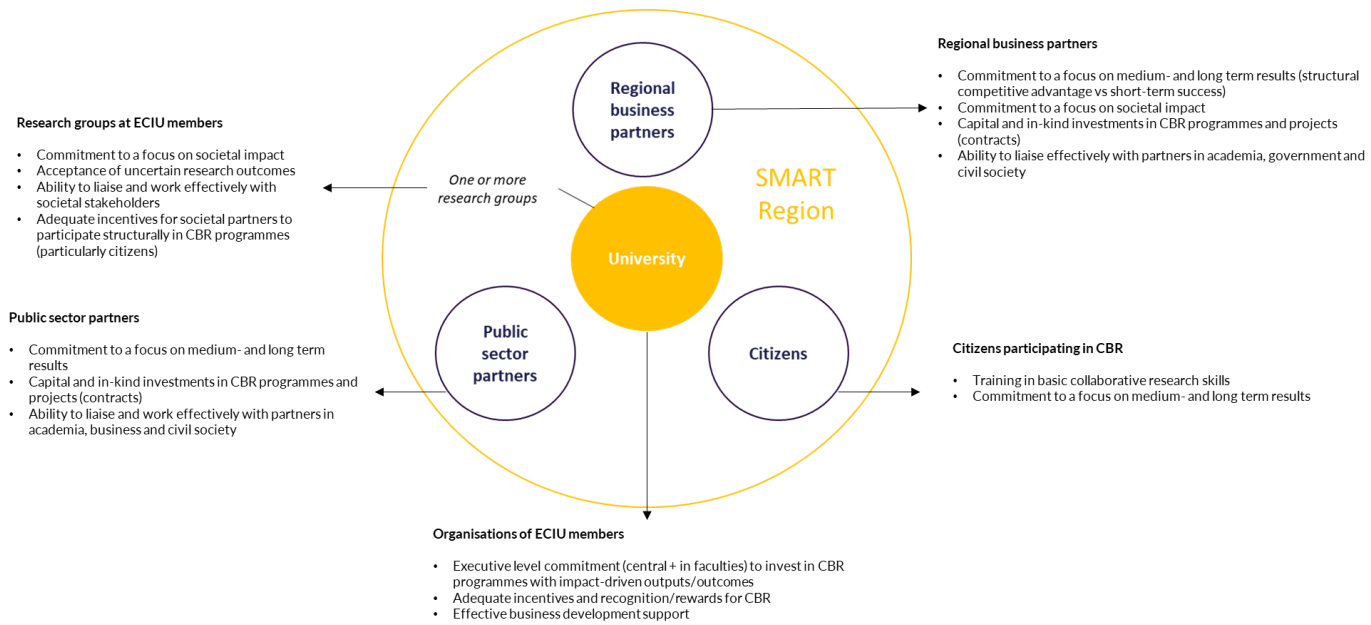 Regional business partners
• Commitment to a focus on medium- and long term results (structural
competitive advantage vs short-term success)
• Commitment to a focus on societal impact
• Capital and in-kind investments in CBR programmes and projects
(contracts)
• Ability to liaise effectively with partners in academia, government and
civil society
Research groups at ECIU members
• Commitment to a focus on societal impact
• Acceptance of uncertain research outcomes
• Ability to liaise and work effectively with
societal stakeholders
• Adequate incentives for societal partners to
participate structurally in CBR programmes
(particularly citizens)
Regional
business
partners
One or more
research groups
SMART
Region
University
Public
sector
partners
Citizens
Public sector partners
• Commitment to a focus on medium- and long term
results
• Capital and in-kind investments in CBR programmes and
projects (contracts)
• Ability to liaise and work effectively with partners in
academia, business and civil society
Citizens participating in CBR
• Training in basic collaborative research skills
• Commitment to a focus on medium- and long term results
Organisations of ECIU members
• Executive level commitment (central + in faculties) to invest in CBR
programmes with impact-driven outputs/outcomes
• Adequate incentives and recognition/rewards for CBR
• Effective business development support